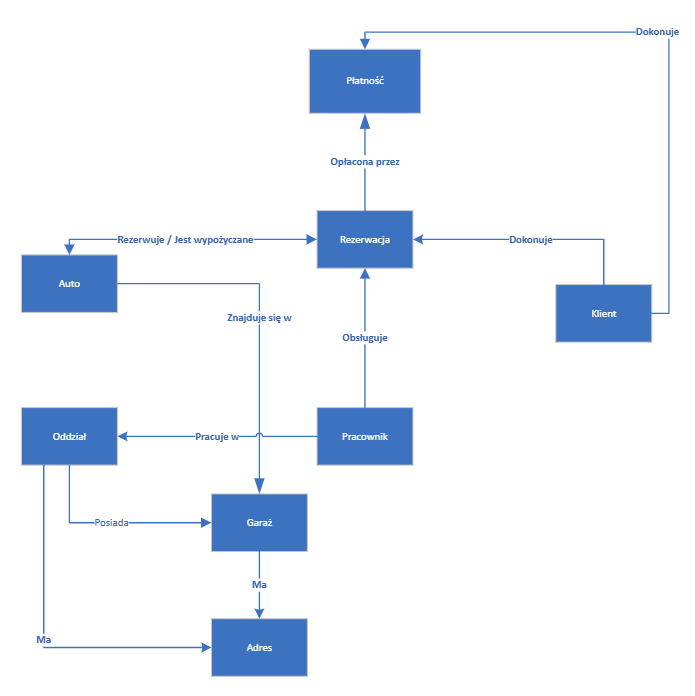 Dokonuje
Płatność
Opłacona przez
Rezerwuje / Jest wypożyczane
Rezerwacja
Dokonuje
Auto
Klient
Znajduje się w
Obsługuje
Oddział
Pracuje w
Pracownik
Posiada
Garaż
Ma
Ma
Adres